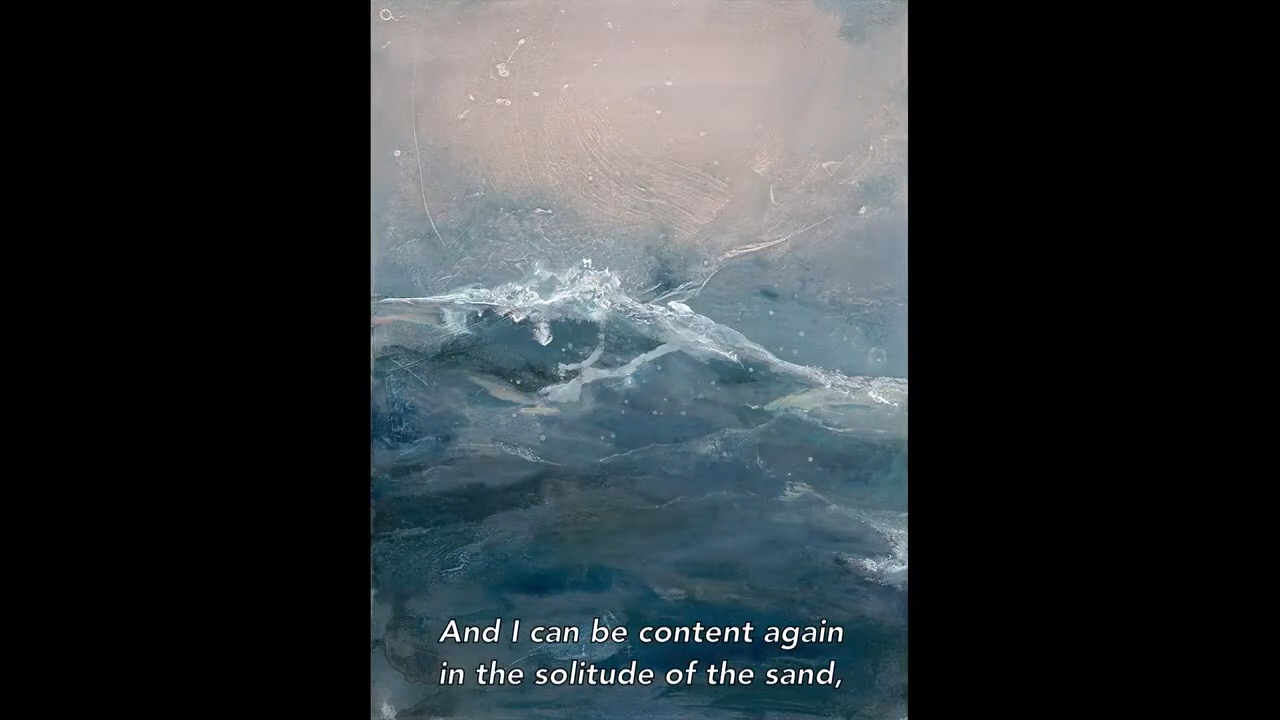 And I can be content again
in the solitude of the sand,